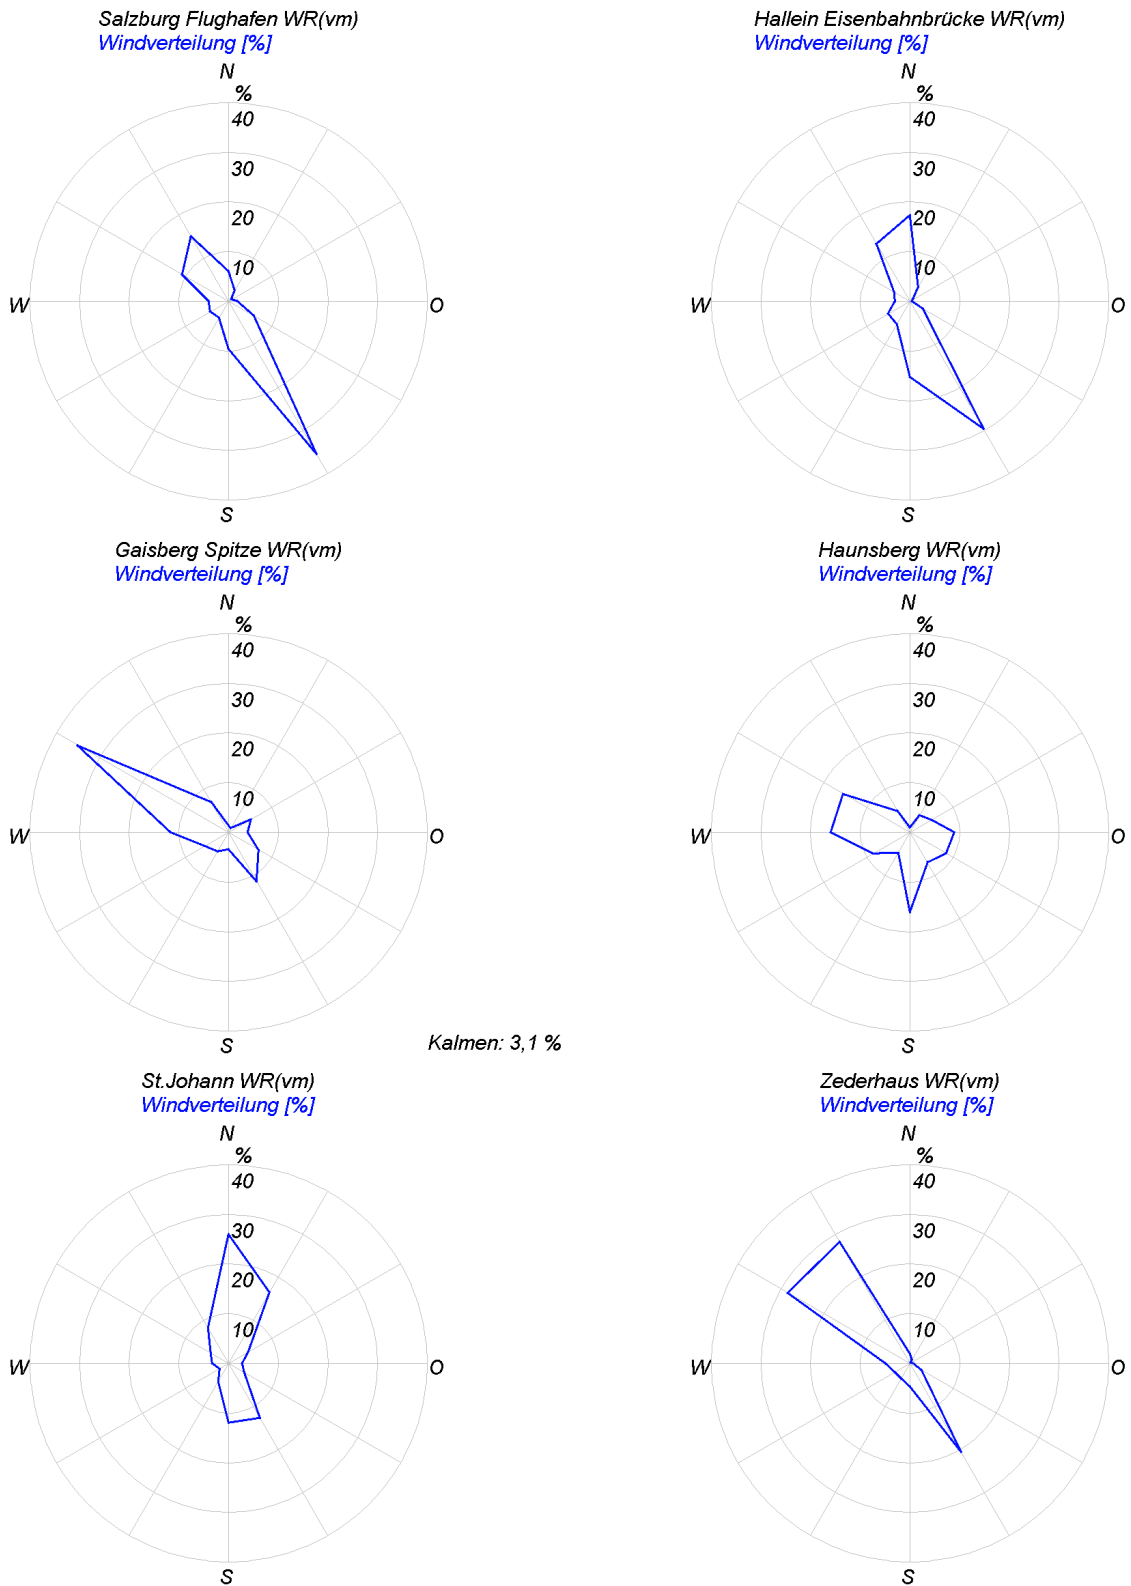 Salzburg Flughafen WR(vm)
Windverteilung [%]
N
%
40
30
20
10
W
O
S
Hallein Eisenbahnbrücke WR(vm)
Windverteilung [%]
N
%
40
30
20
10
W
O
S
Gaisberg Spitze WR(vm)
Windverteilung [%]
N
%
40
30
20
10
W
O
S
Kalmen: 3,1 %
Haunsberg WR(vm)
Windverteilung [%]
N
%
40
30
20
10
W
O
S
St.Johann WR(vm)
Windverteilung [%]
N
%
40
30
20
10
W
O
S
Zederhaus WR(vm)
Windverteilung [%]
N
%
40
30
20
10
W
O
S